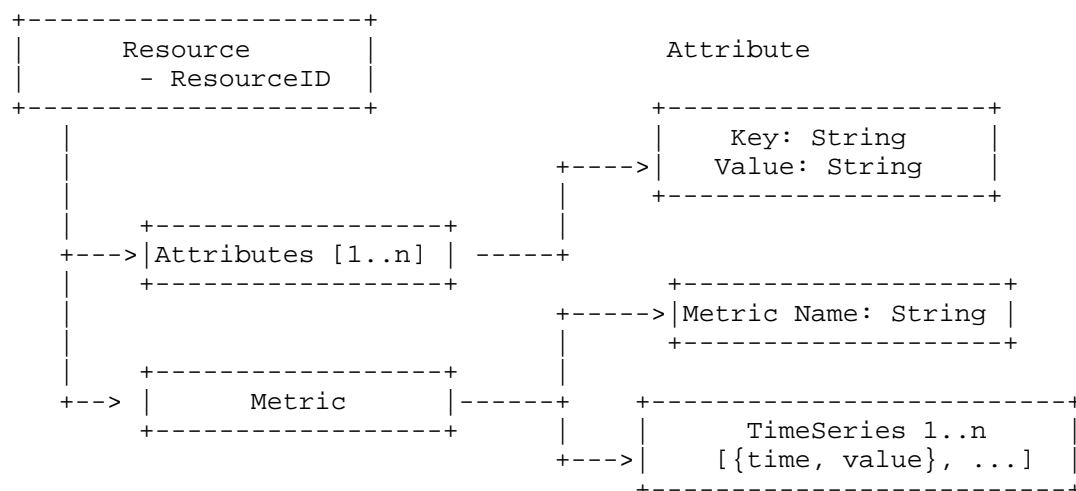 Resource
- ResourceID
Attribute
Key: String
Value: String
Attributes [1..n]
Metric Name: String
Metric
TimeSeries 1..n
[{time, value}, ...]